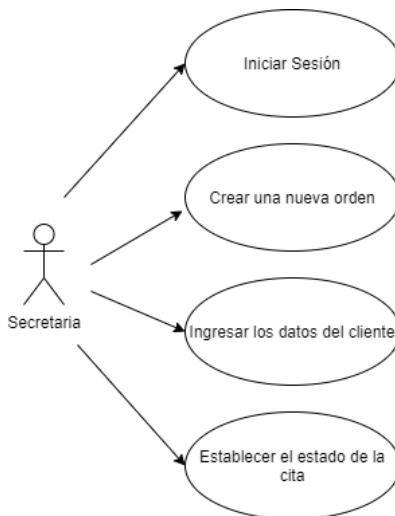 Iniciar Sesión
Crear una nueva orden
Secretaria
Ingresar los datos del cliente
Establecer el estado de la
cita